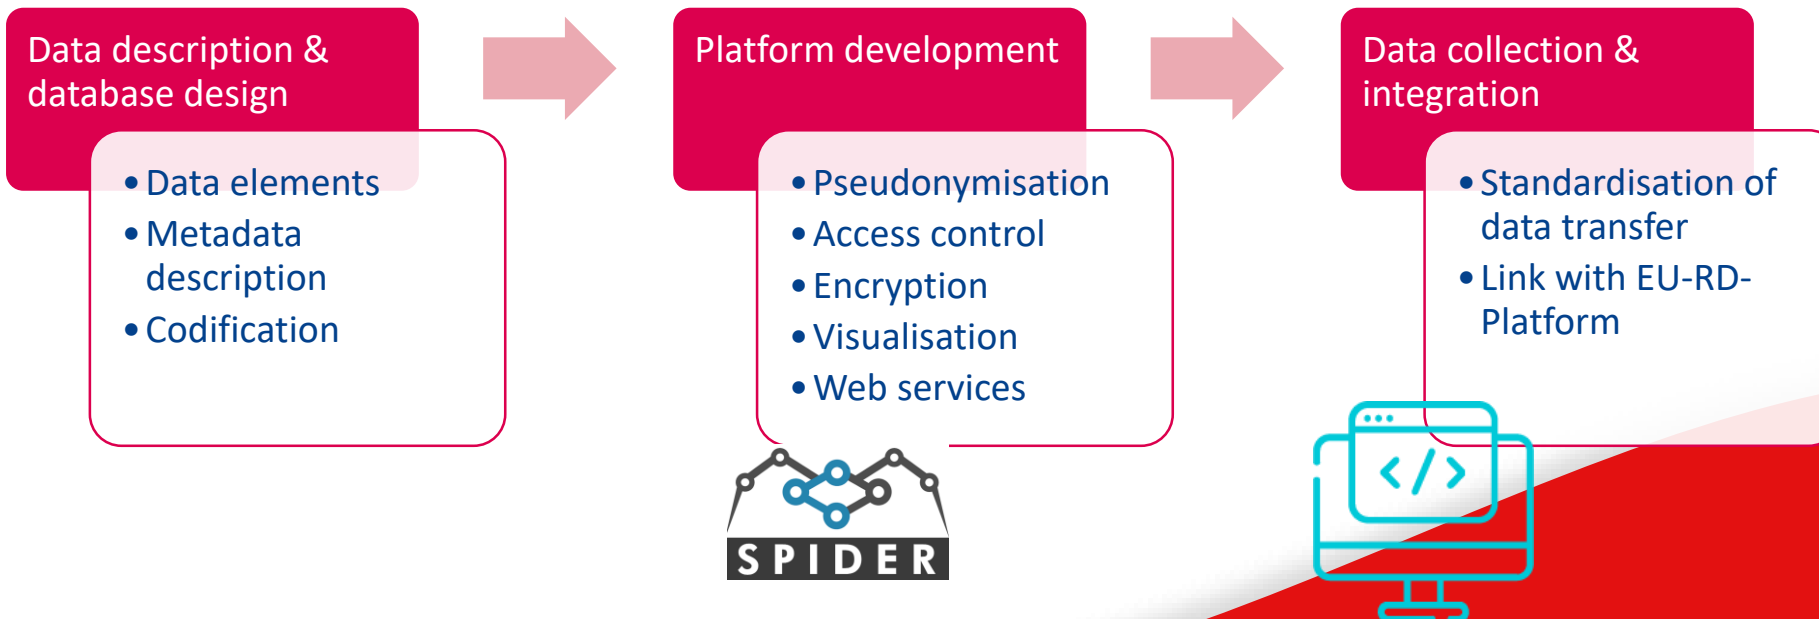 Data description &
database design
• Data elements
• Metadata
description
• Codification
Platform development
• Pseudonymisation
• Access control
• Encryption
• Visualisation
• Web services
SPIDER
Data collection &
integration
• Standardisation of
data transfer
• Link with EU-RD-
Platform
</>